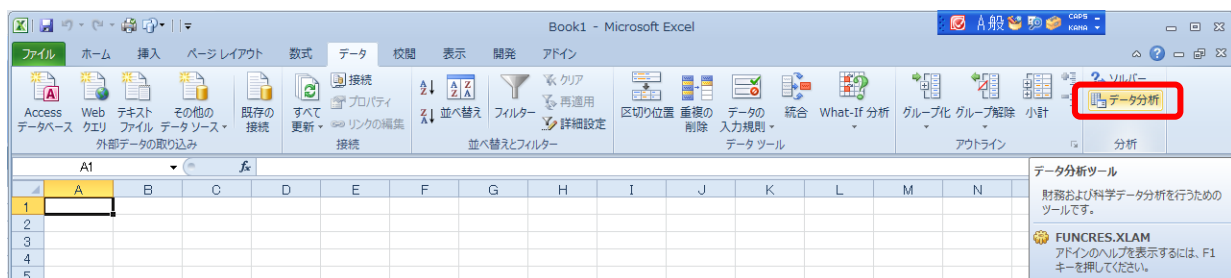 Book1 - Microsoft Excel
A 般
CAPS
KANA
ファイル ホーム 挿入 ページ レイアウト 数式 データ 校閲 表示 開発 アドイン
Access データベース
Web クエリ
テキスト ファイル
その他の データ ソース
既存の 接続
外部データの取り込み
すべて 更新
接続
プロパティ
リンクの編集
接続
並べ替え
フィルター
クリア
再適用
詳細設定
並べ替えとフィルター
区切り位置
重複の 削除
データの 入力規則
統合
What-If 分析
データ ツール
グループ化
グループ解除
小計
アウトライン
ソルバー
データ分析
分析
A1
fx
A B C D E F G H I J K L M N
1
2
3
4
5
データ分析ツール
財務および科学データ分析を行うための
ツールです。
FUNCRES.XLAM
アドインのヘルプを表示するには、F1
キーを押してください。